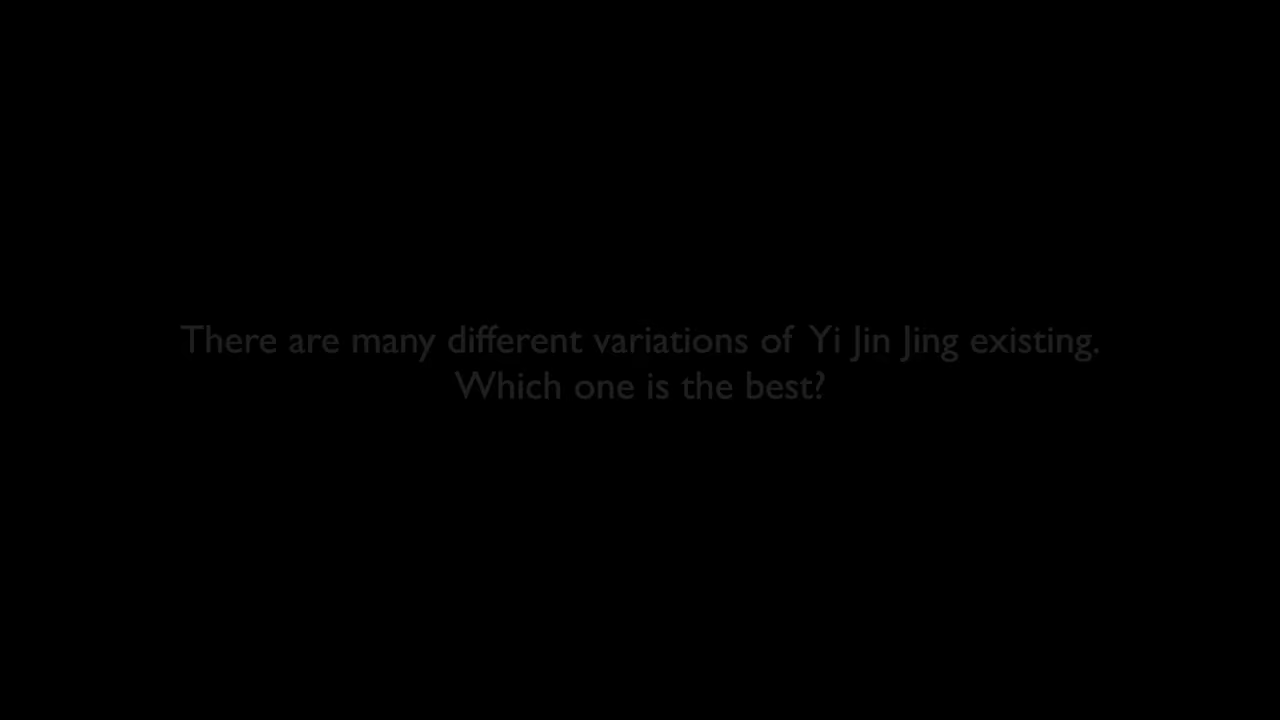 There are many different variations of Yi Jin Jing existing.
Which one is the best?